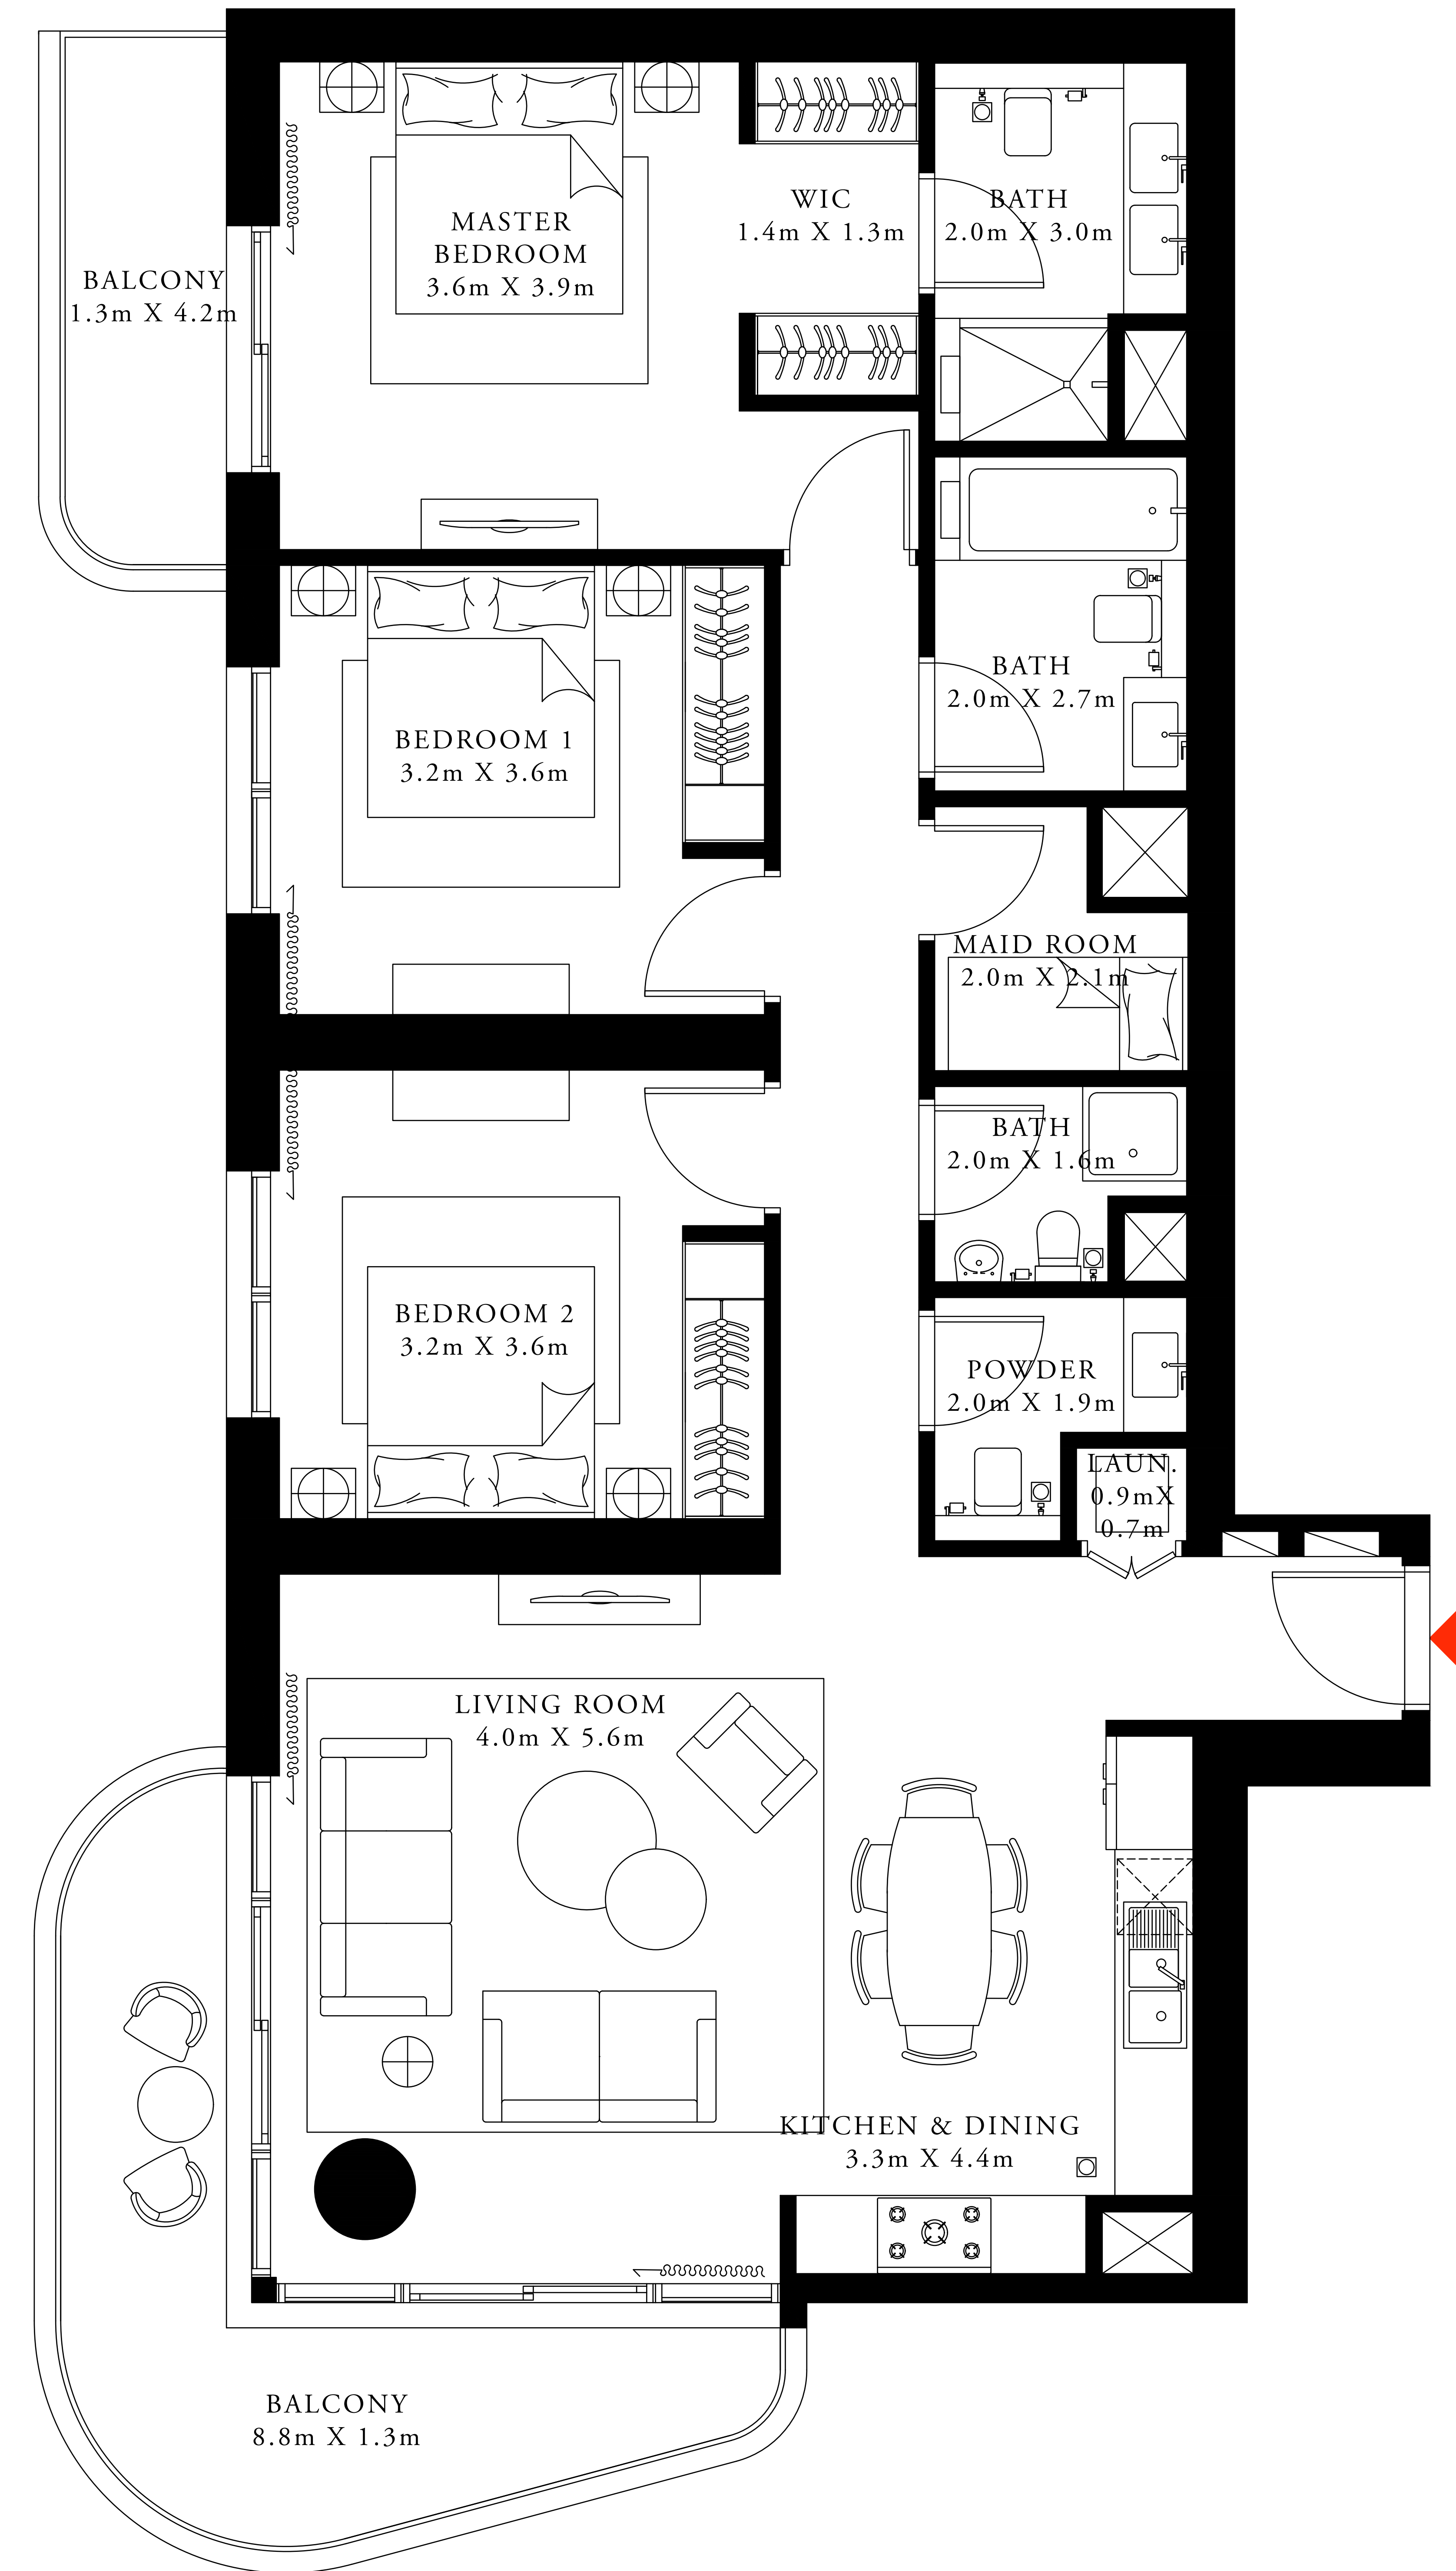 MASTER
BEDROOM
3.6m X 3.9m
WIC
1.4m X 1.3m
BATH
2.0m X 3.0m
BALCONY
1.3m X 4.2m
BATH
2.0m X 2.7m
BEDROOM 1
3.2m X 3.6m
MAID ROOM
2.0m X 2.1m
BATH
2.0m X 1.6m
BEDROOM 2
3.2m X 3.6m
POWDER
2.0m X 1.9m
LAUN.
0.9mX
0.7m
LIVING ROOM
4.0m X 5.6m
KITCHEN & DINING
3.3m X 4.4m
BALCONY
8.8m X 1.3m